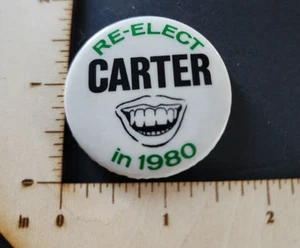 RE-ELECT
CARTER
in 1980
in 0 1 2